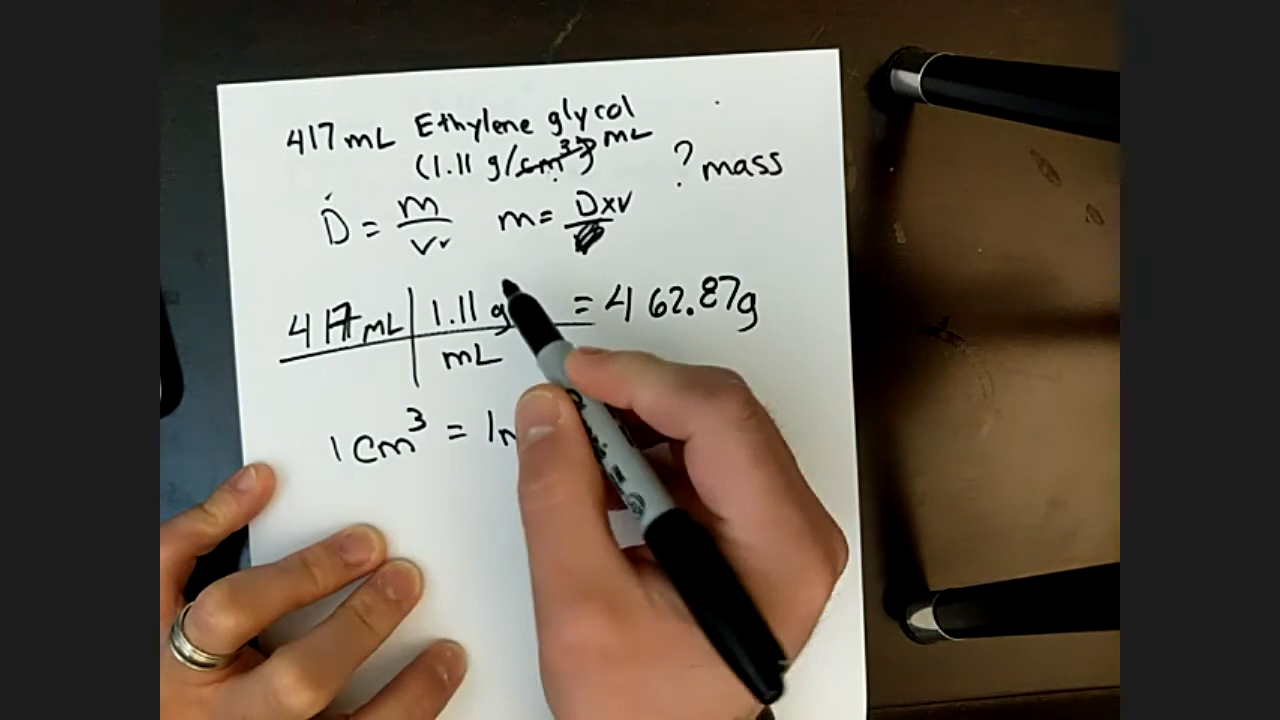 417 mL Ethylene glycol
(1.11 g/cm³) mL
? mass
D = m/V m = DxV
417 mL | 1.11 g = 462.87g
mL
1 cm³ = 1